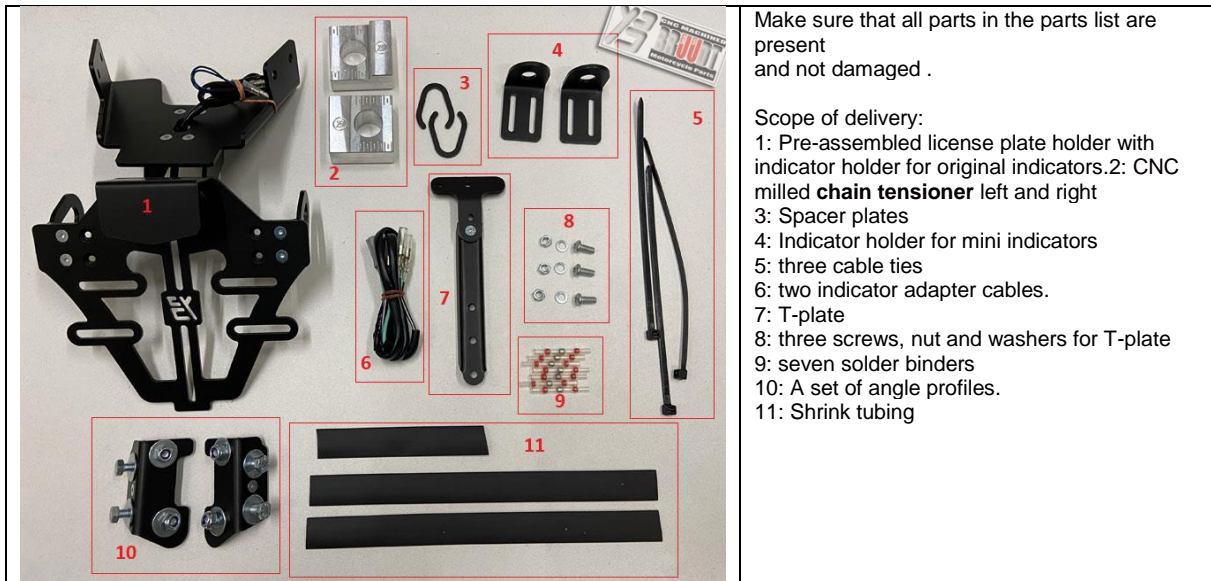 CNC MACHINED
Motorcycle Parts
1
2
3
4
5
6
7
8
9
10
11
Make sure that all parts in the parts list are
present
and not damaged .
Scope of delivery:
1: Pre-assembled license plate holder with
indicator holder for original indicators.2: CNC
milled chain tensioner left and right
3: Spacer plates
4: Indicator holder for mini indicators
5: three cable ties
6: two indicator adapter cables.
7: T-plate
8: three screws, nut and washers for T-plate
9: seven solder binders
10: A set of angle profiles.
11: Shrink tubing